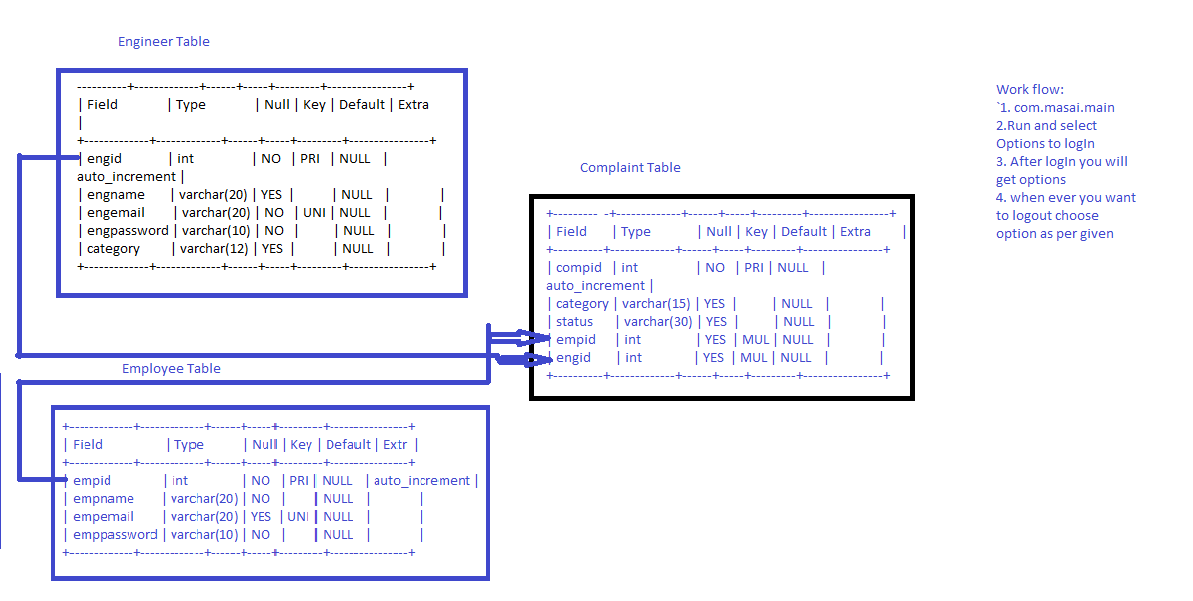 Engineer Table
----------+-------------+------+-----+---------+----------------+
| Field | Type | Null | Key | Default | Extra
|
+-------------+-------------+------+-----+---------+----------------+
| engid | int | NO | PRI | NULL |
auto_increment |
| engname | varchar(20) | YES | | NULL | |
| engemail | varchar(20) | NO | UNI | NULL | |
| engpassword | varchar(10) | NO | | NULL | |
| category | varchar(12) | YES | | NULL | |
+-------------+-------------+------+-----+---------+----------------+
Complaint Table
+--------- -+-------------+------+-----+---------+----------------+
| Field | Type | Null | Key | Default | Extra |
+----------+-------------+------+-----+---------+----------------+
| compid | int | NO | PRI | NULL |
auto_increment |
| category | varchar(15) | YES | | NULL | |
| status | varchar(30) | YES | | NULL | |
| empid | int | YES | MUL | NULL | |
| engid | int | YES | MUL | NULL | |
+----------+-------------+------+-----+---------+----------------+
Work flow:
`1. com.masai.main
2.Run and select
Options to logIn
3. After logIn you will
get options
4. when ever you want
to logout choose
option as per given
Employee Table
+-------------+-------------+------+-----+---------+----------------+
| Field | Type | Null | Key | Default | Extr |
+-------------+-------------+------+-----+---------+----------------+
| empid | int | NO | PRI | NULL | auto_increment |
| empname | varchar(20) | NO | | NULL | |
| empemail | varchar(20) | YES | UNI | NULL | |
| emppassword | varchar(10) | NO | | NULL | |
+-------------+-------------+------+-----+---------+----------------+